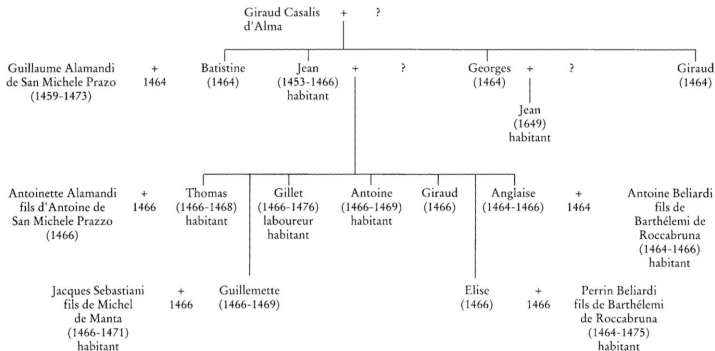 Giraud Casalis + ?
d'Alma
Guillaume Alamandi + Batistine Jean + ? Georges + ? Giraud
de San Michele Prazo 1464 (1464) (1453-1466) (1464) (1464)
(1459-1473) habitant
Jean
(1649)
habitant
Antoinette Alamandi + Thomas Gillet Antoine Giraud Anglaise + Antoine Beliardi
fils d'Antoine de 1466 (1466-1468) (1466-1476) (1466-1469) (1466) (1464-1466) 1464 fils de
San Michele Prazzo habitant laboureur habitant Barthélemi de
(1466) habitant Roccabruna
(1464-1466)
habitant
Jacques Sebastiani + Guillemette Elise + Perrin Beliardi
fils de Michel 1466 (1466-1469) (1466) 1466 fils de Barthélemi
de Manta de Roccabruna
(1466-1471) (1464-1475)
habitant habitant